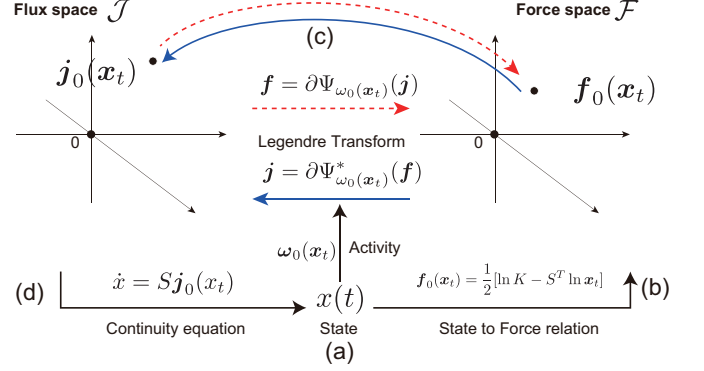 Flux space 𝒥
Force space ℱ
(c)
𝒋₀(𝒙ₜ)
𝒇₀(𝒙ₜ)
𝒇 = ∂Ψ_{ω₀(𝒙ₜ)}(𝒋)
0
0
Legendre Transform
𝒋 = ∂Ψ*_{ω₀(𝒙ₜ)}(𝒇)
𝝎₀(𝒙ₜ) Activity
(d)
ẋ = S𝒋₀(xₜ)
x(t)
𝒇₀(𝒙ₜ) = 1/2[ln K − Sᵀ ln 𝒙ₜ]
(b)
Continuity equation
State
State to Force relation
(a)